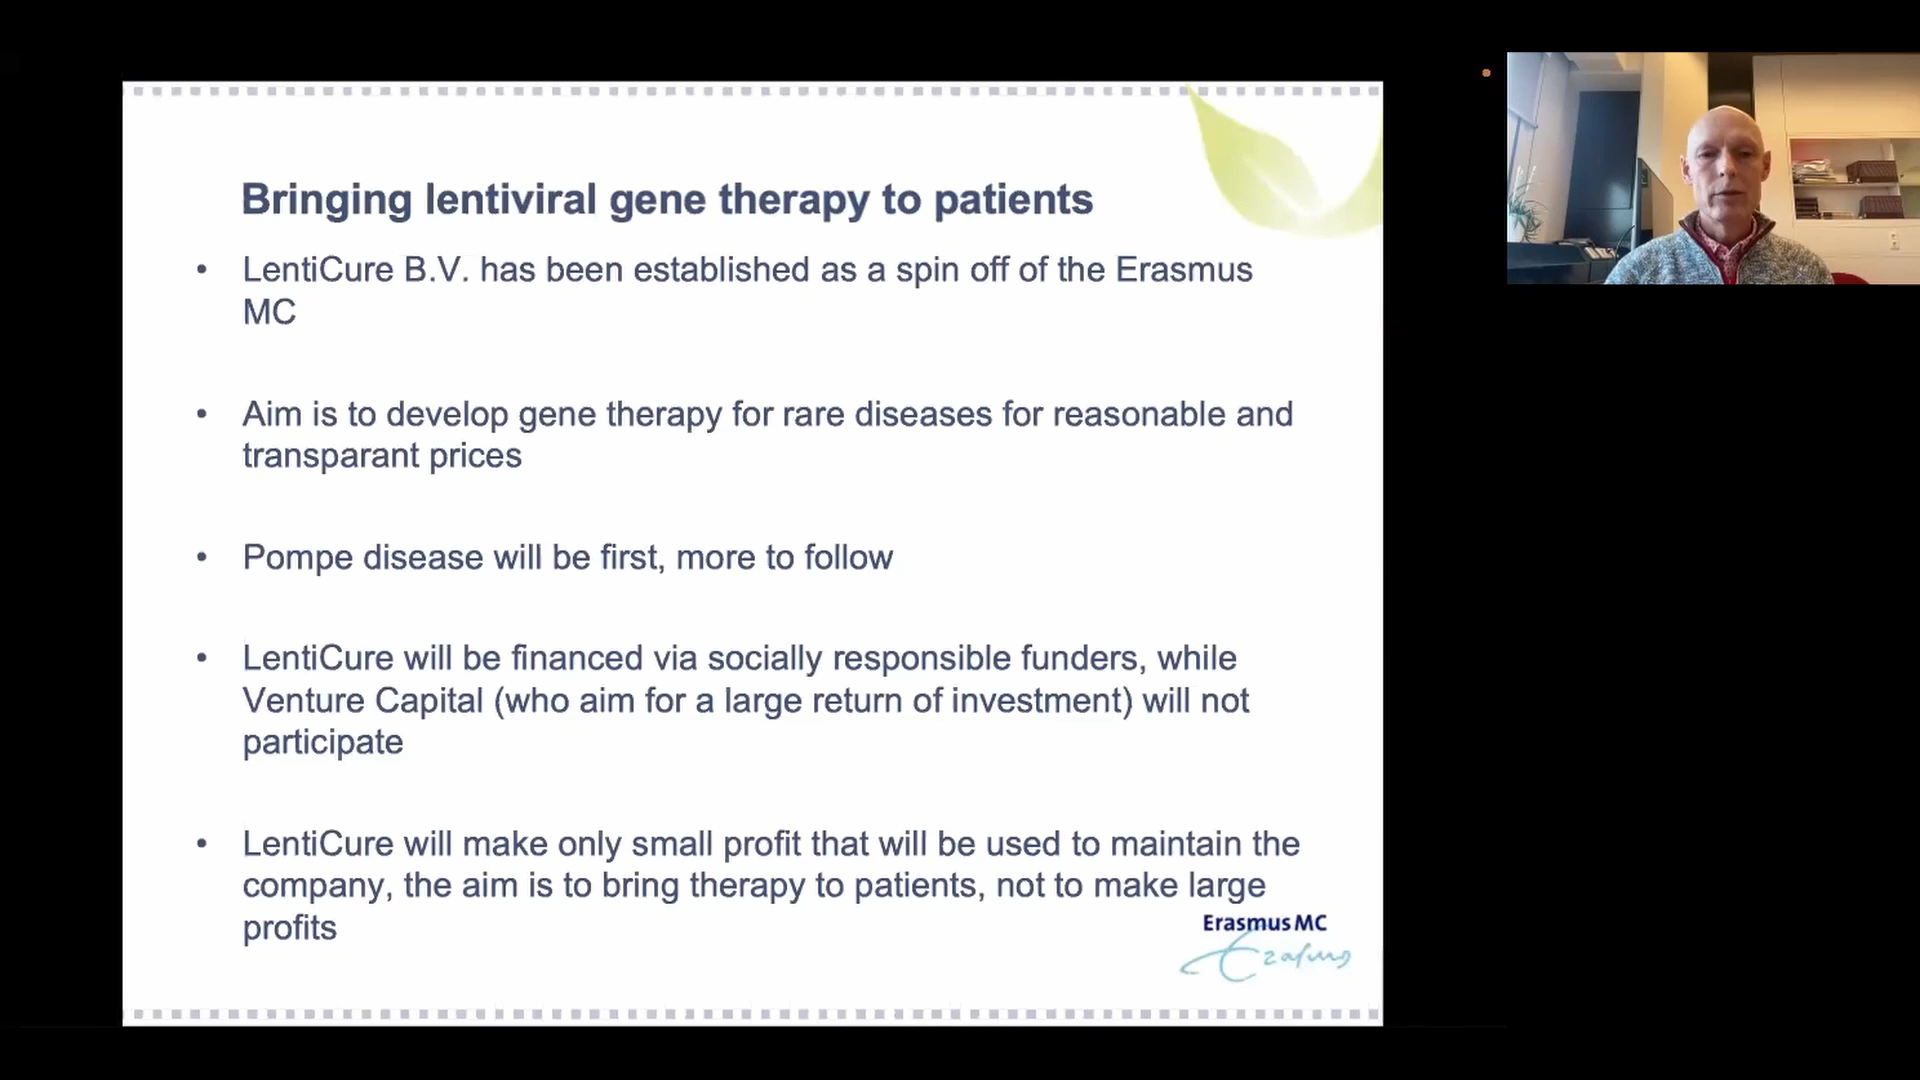 Bringing lentiviral gene therapy to patients
• LentiCure B.V. has been established as a spin off of the Erasmus
MC
• Aim is to develop gene therapy for rare diseases for reasonable and
transparant prices
• Pompe disease will be first, more to follow
• LentiCure will be financed via socially responsible funders, while
Venture Capital (who aim for a large return of investment) will not
participate
• LentiCure will make only small profit that will be used to maintain the
company, the aim is to bring therapy to patients, not to make large
profits
Erasmus MC
Erasmus